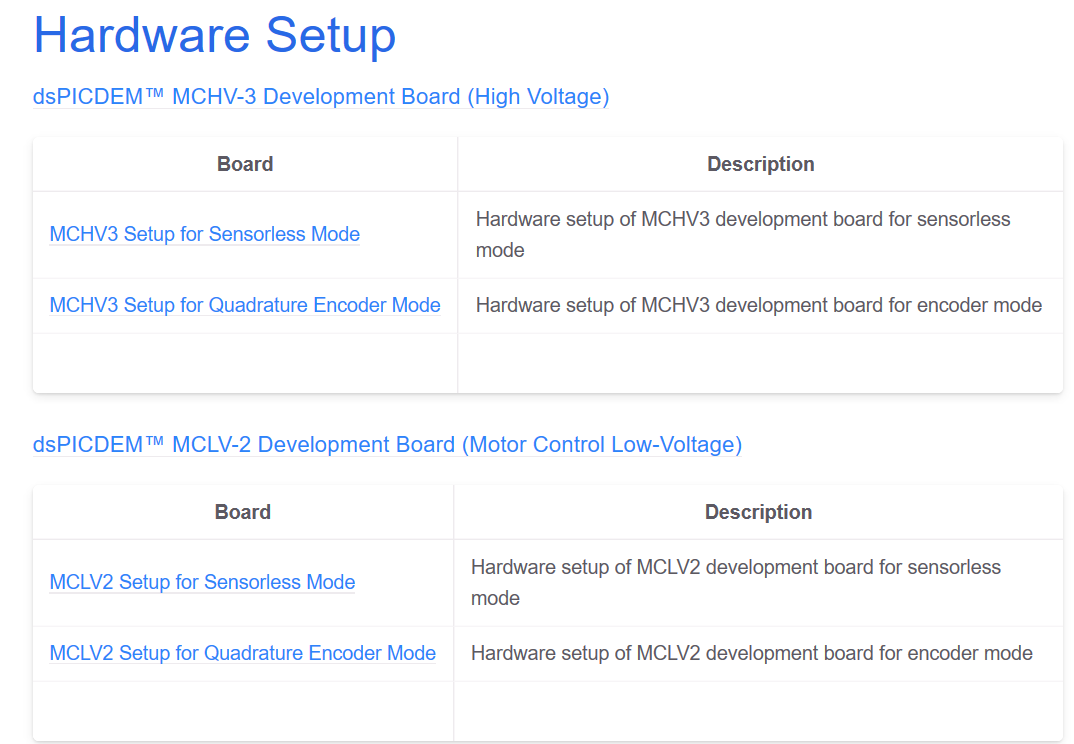 Hardware Setup
dsPICDEM™ MCHV-3 Development Board (High Voltage)
Board Description
MCHV3 Setup for Sensorless Mode Hardware setup of MCHV3 development board for sensorless
mode
MCHV3 Setup for Quadrature Encoder Mode Hardware setup of MCHV3 development board for encoder mode
dsPICDEM™ MCLV-2 Development Board (Motor Control Low-Voltage)
Board Description
MCLV2 Setup for Sensorless Mode Hardware setup of MCLV2 development board for sensorless
mode
MCLV2 Setup for Quadrature Encoder Mode Hardware setup of MCLV2 development board for encoder mode